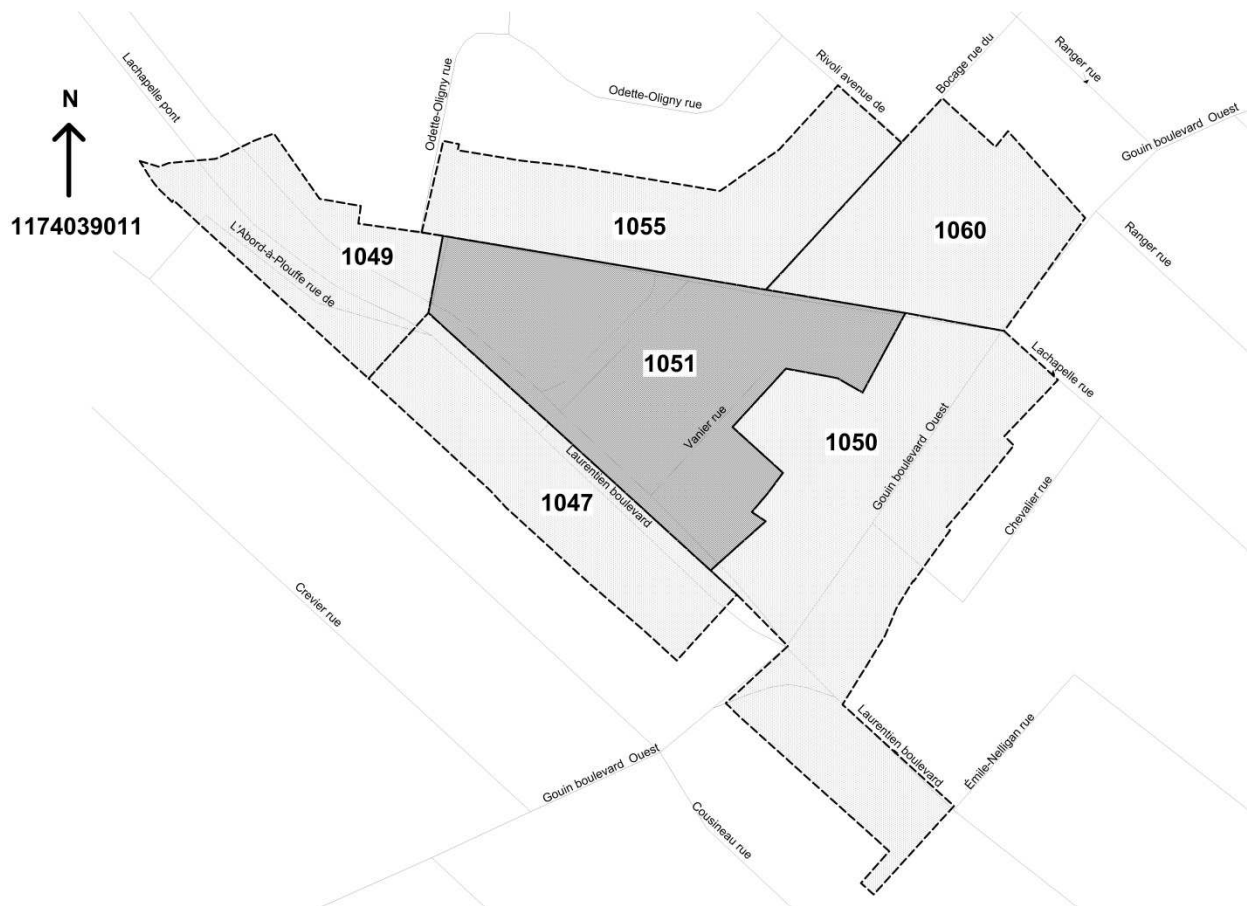 Lachapelle pont
Odette-Oligny rue
Odette-Oligny rue
Rivoli avenue de
Bocage rue du
Ranger rue
Gouin boulevard Ouest
N
1174039011
L'Abord-à-Plouffe rue de
1049
1055
1060
Ranger rue
1051
Lachapelle rue
Vanier rue
1050
Gouin boulevard Ouest
Laurentien boulevard
1047
Chevalier rue
Crevier rue
Laurentien boulevard
Émile-Nelligan rue
Gouin boulevard Ouest
Cousineau rue